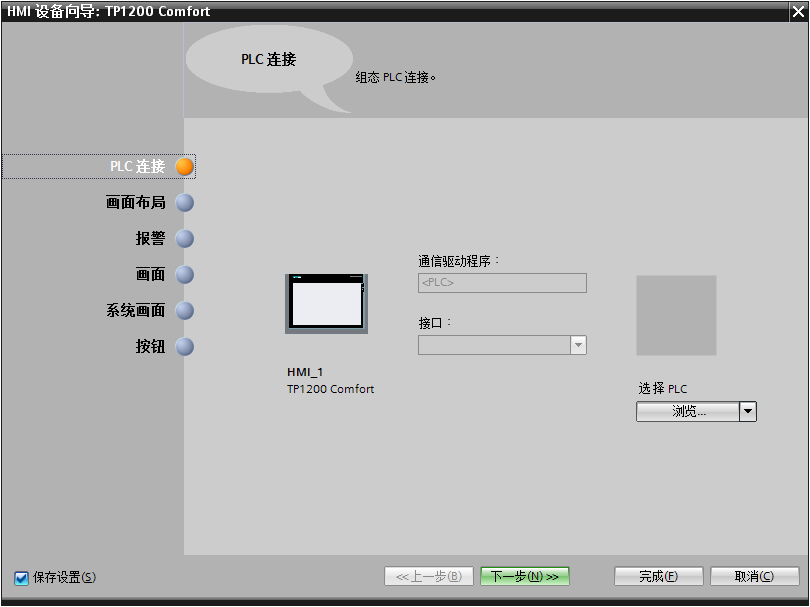 HMI 设备向导: TP1200 Comfort
PLC 连接
组态 PLC 连接。
PLC 连接
画面布局
报警
画面
系统画面
按钮
通信驱动程序：
<PLC>
接口：
HMI_1
TP1200 Comfort
选择 PLC
浏览...
保存设置(S)
<<上一步(B)
下一步(N) >>
完成(F)
取消(C)